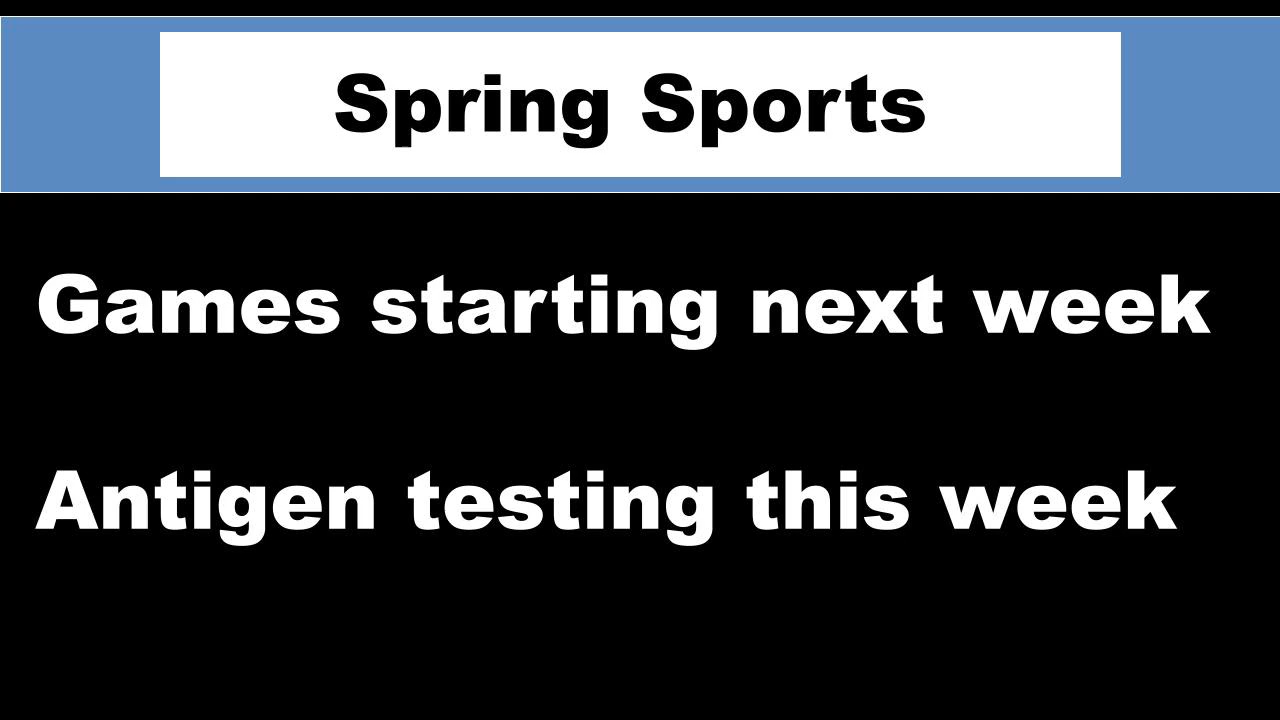 Spring Sports
Games starting next week
Antigen testing this week